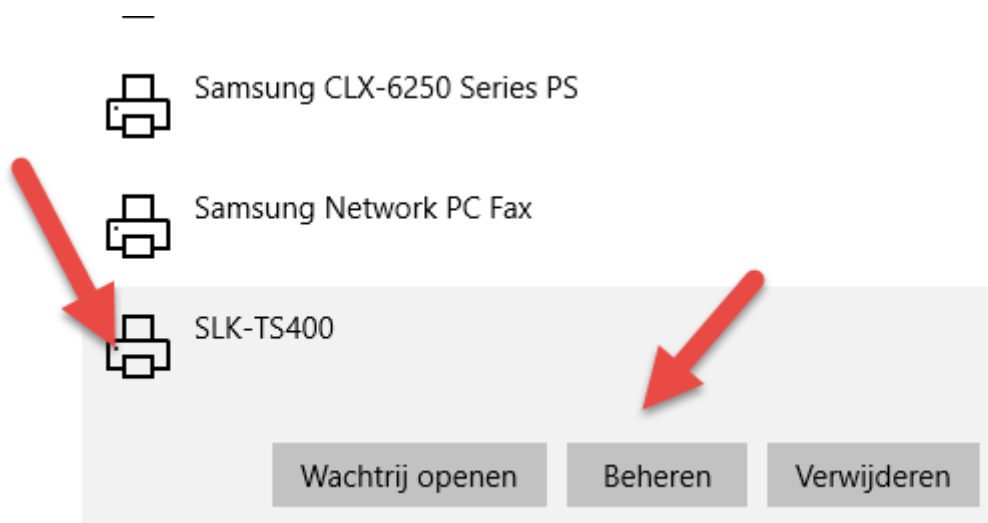 Samsung CLX-6250 Series PS
Samsung Network PC Fax
SLK-TS400
Wachtrij openen Beheren Verwijderen